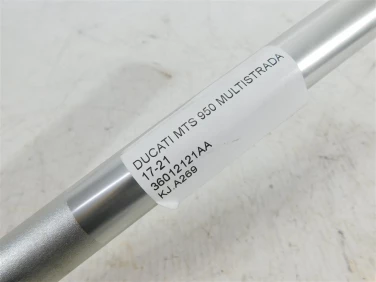 DUCATI MTS 950 MULTISTRADA
17-21
36012121AA
KJ A269